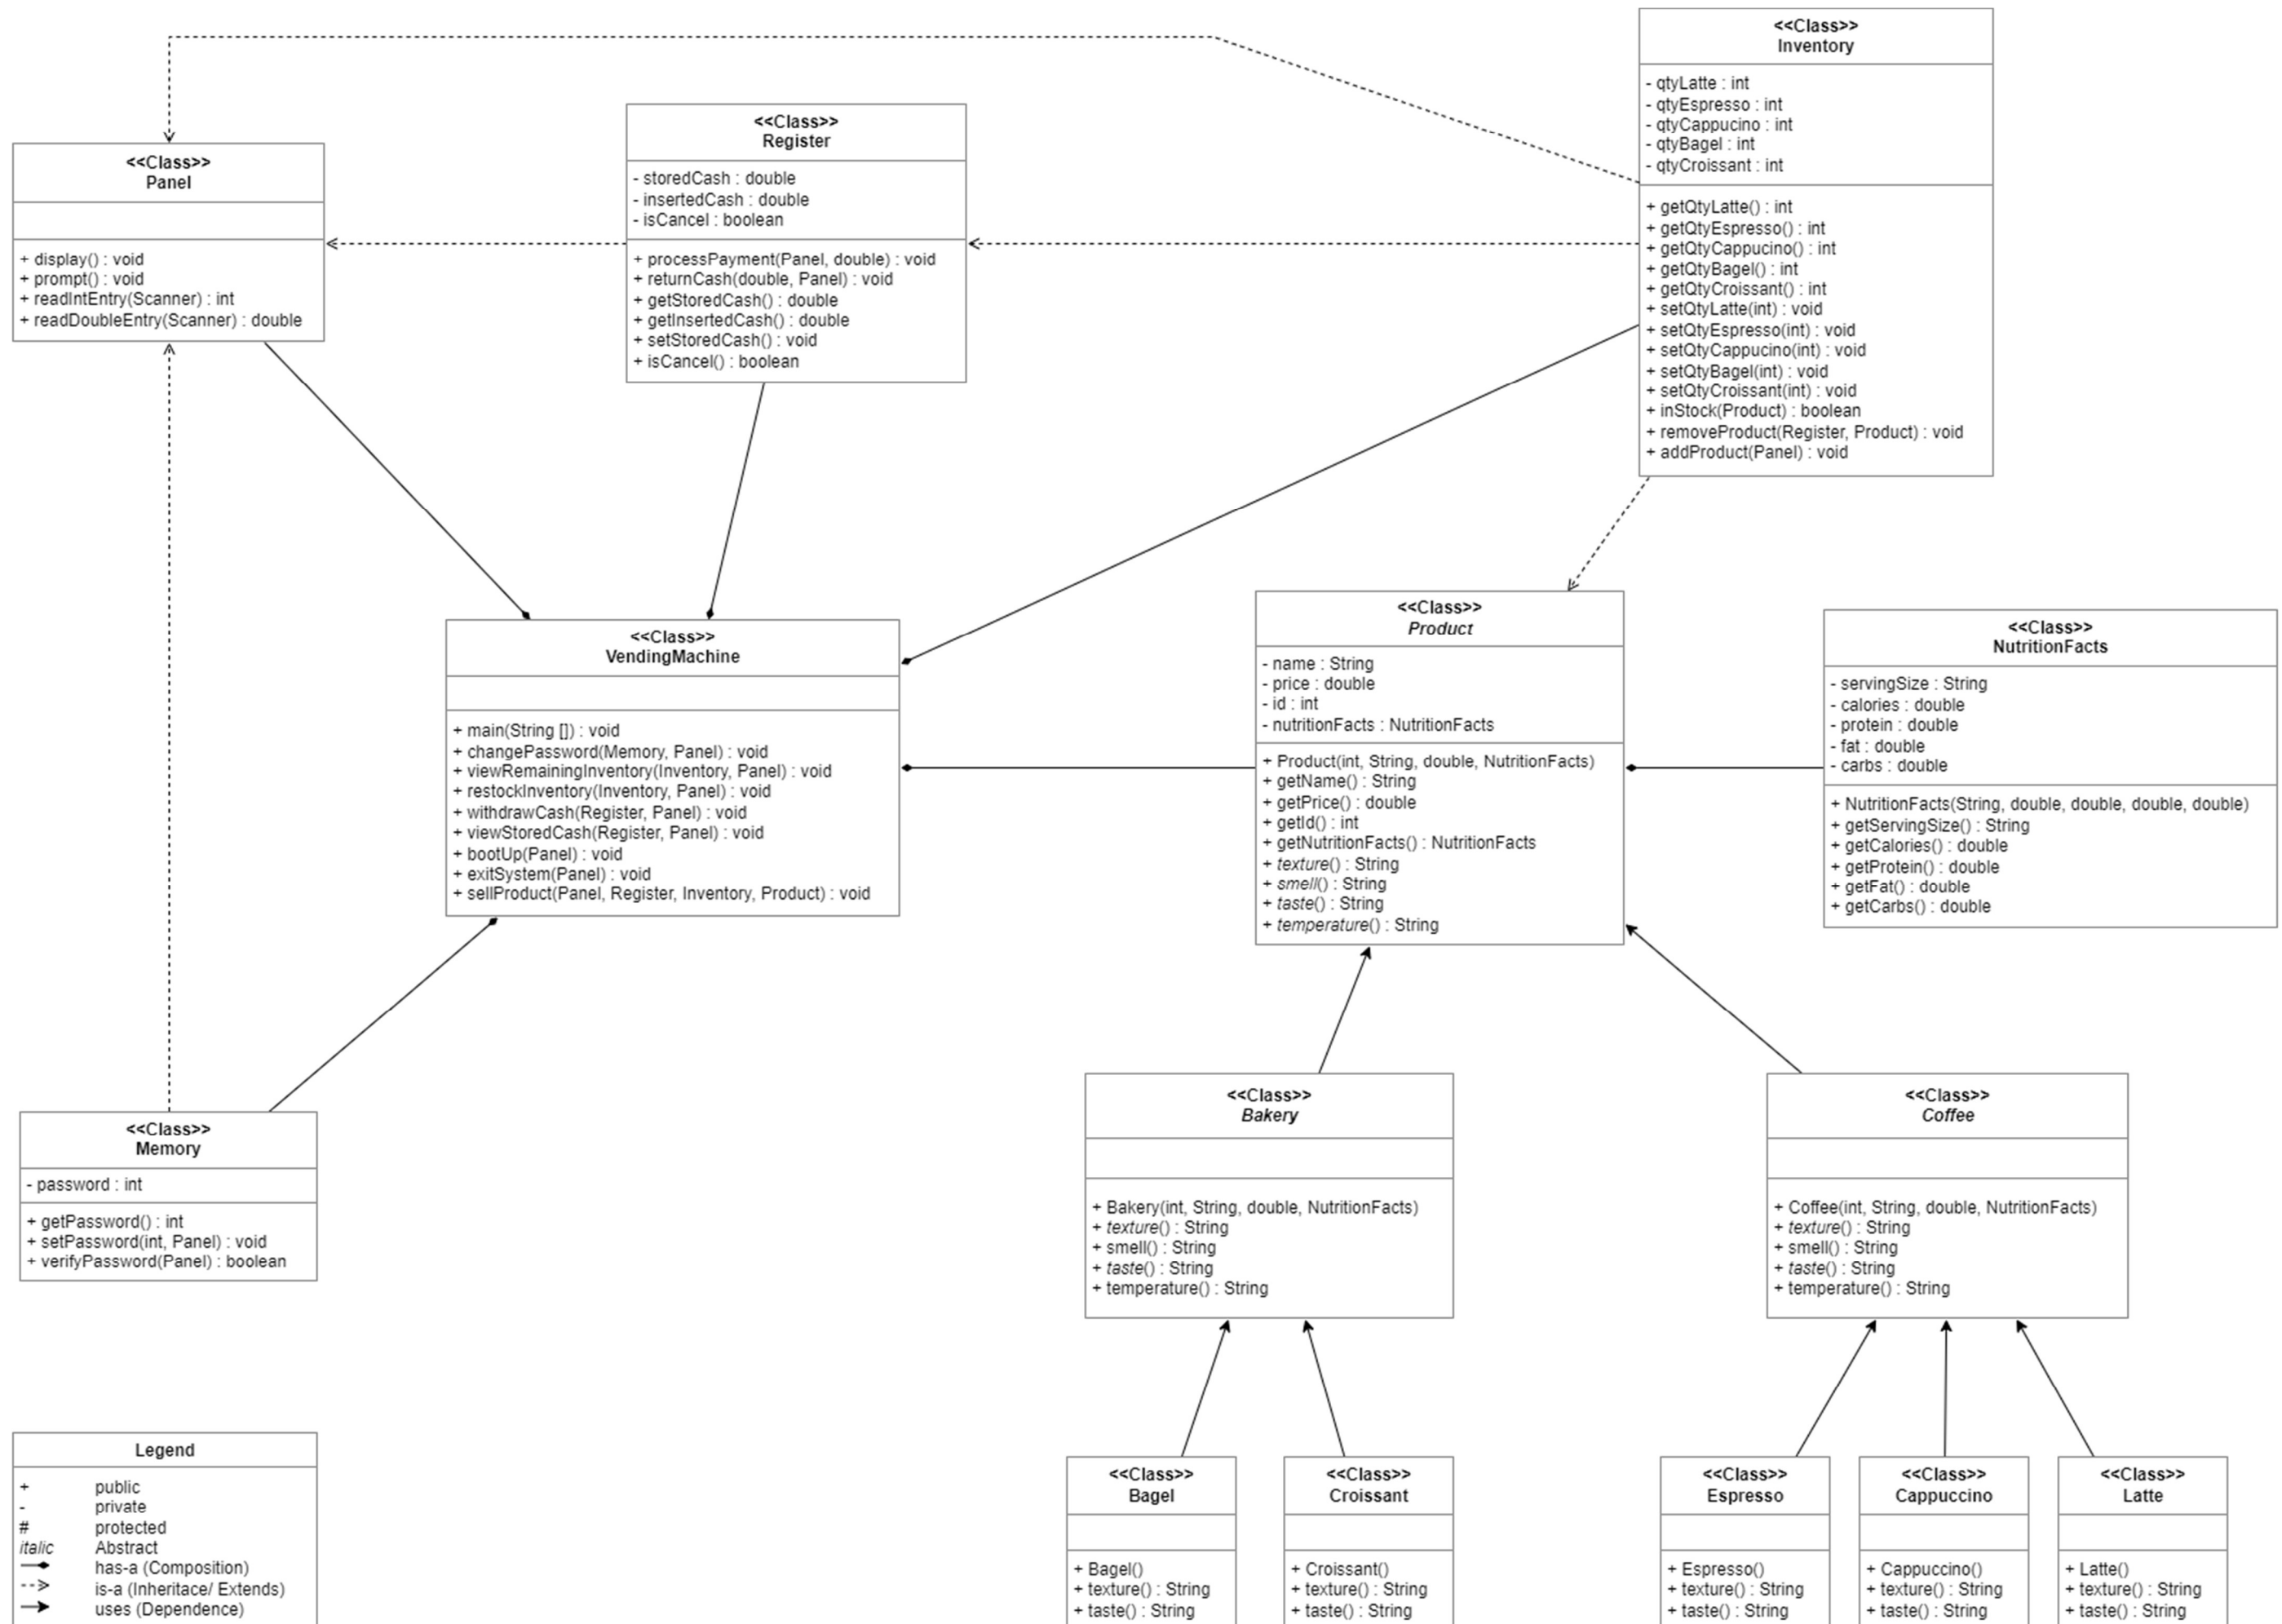 <<Class>>
Inventory
- qtyLatte : int
- qtyEspresso : int
- qtyCappucino : int
- qtyBagel : int
- qtyCroissant : int
+ getQtyLatte() : int
+ getQtyEspresso() : int
+ getQtyCappucino() : int
+ getQtyBagel() : int
+ getQtyCroissant() : int
+ setQtyLatte(int) : void
+ setQtyEspresso(int) : void
+ setQtyCappucino(int) : void
+ setQtyBagel(int) : void
+ setQtyCroissant(int) : void
+ inStock(Product) : boolean
+ removeProduct(Register, Product) : void
+ addProduct(Panel) : void
<<Class>>
Register
- storedCash : double
- insertedCash : double
- isCancel : boolean
+ processPayment(Panel, double) : void
+ returnCash(double, Panel) : void
+ getStoredCash() : double
+ getInsertedCash() : double
+ setStoredCash() : void
+ isCancel() : boolean
<<Class>>
Panel
+ display() : void
+ prompt() : void
+ readIntEntry(Scanner) : int
+ readDoubleEntry(Scanner) : double
<<Class>>
VendingMachine
+ main(String []) : void
+ changePassword(Memory, Panel) : void
+ viewRemainingInventory(Inventory, Panel) : void
+ restockInventory(Inventory, Panel) : void
+ withdrawCash(Register, Panel) : void
+ viewStoredCash(Register, Panel) : void
+ bootUp(Panel) : void
+ exitSystem(Panel) : void
+ sellProduct(Panel, Register, Inventory, Product) : void
<<Class>>
Product
- name : String
- price : double
- id : int
- nutritionFacts : NutritionFacts
+ Product(int, String, double, NutritionFacts)
+ getName() : String
+ getPrice() : double
+ getId() : int
+ getNutritionFacts() : NutritionFacts
+ texture() : String
+ smell() : String
+ taste() : String
+ temperature() : String
<<Class>>
NutritionFacts
- servingSize : String
- calories : double
- protein : double
- fat : double
- carbs : double
+ NutritionFacts(String, double, double, double, double)
+ getServingSize() : String
+ getCalories() : double
+ getProtein() : double
+ getFat() : double
+ getCarbs() : double
<<Class>>
Memory
- password : int
+ getPassword() : int
+ setPassword(int, Panel) : void
+ verifyPassword(Panel) : boolean
<<Class>>
Bakery
+ Bakery(int, String, double, NutritionFacts)
+ texture() : String
+ smell() : String
+ taste() : String
+ temperature() : String
<<Class>>
Coffee
+ Coffee(int, String, double, NutritionFacts)
+ texture() : String
+ smell() : String
+ taste() : String
+ temperature() : String
Legend
+ public
- private
# protected
italic Abstract
has-a (Composition)
is-a (Inheritace/ Extends)
uses (Dependence)
<<Class>>
Bagel
+ Bagel()
+ texture() : String
+ taste() : String
<<Class>>
Croissant
+ Croissant()
+ texture() : String
+ taste() : String
<<Class>>
Espresso
+ Espresso()
+ texture() : String
+ taste() : String
<<Class>>
Cappuccino
+ Cappuccino()
+ texture() : String
+ taste() : String
<<Class>>
Latte
+ Latte()
+ texture() : String
+ taste() : String